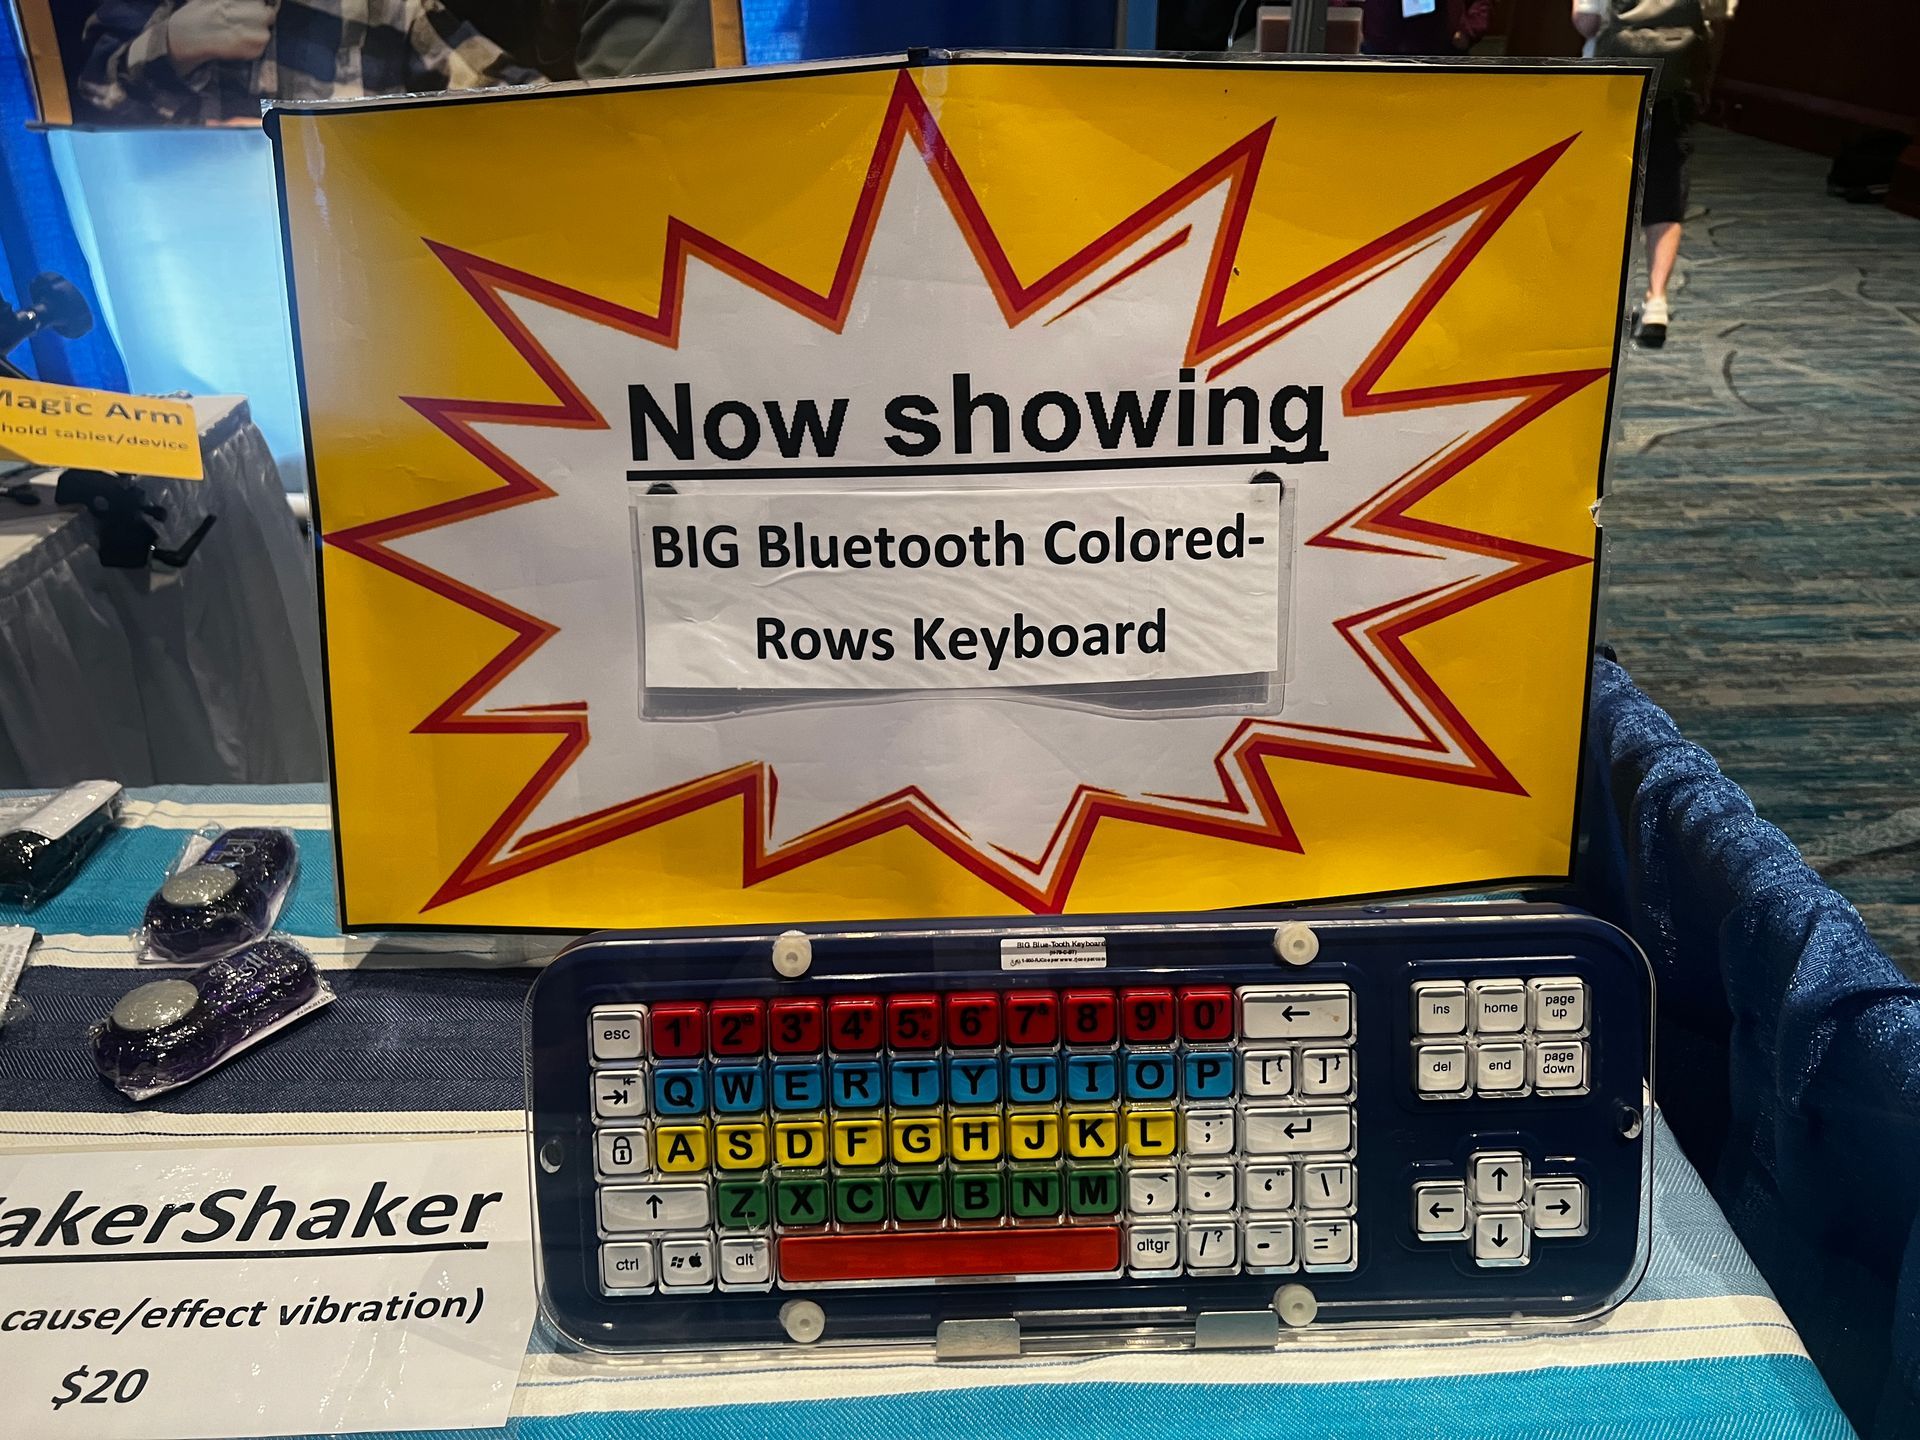 Now showing
BIG Bluetooth Colored-
Rows Keyboard
Magic Arm
hold tablet/device
akerShaker
cause/effect vibration)
$20
BIG Blue-Tooth Keyboard
esc 1 2 3 4 5 6 7 8 9 0 ←
Q W E R T Y U I O P [{ ]}
A S D F G H J K L ;: ↵
↑ Z X C V B N M ,< .> '“ \|
ctrl alt altgr /? -_ =+
ins home page up
del end page down
↑
← ↓ →